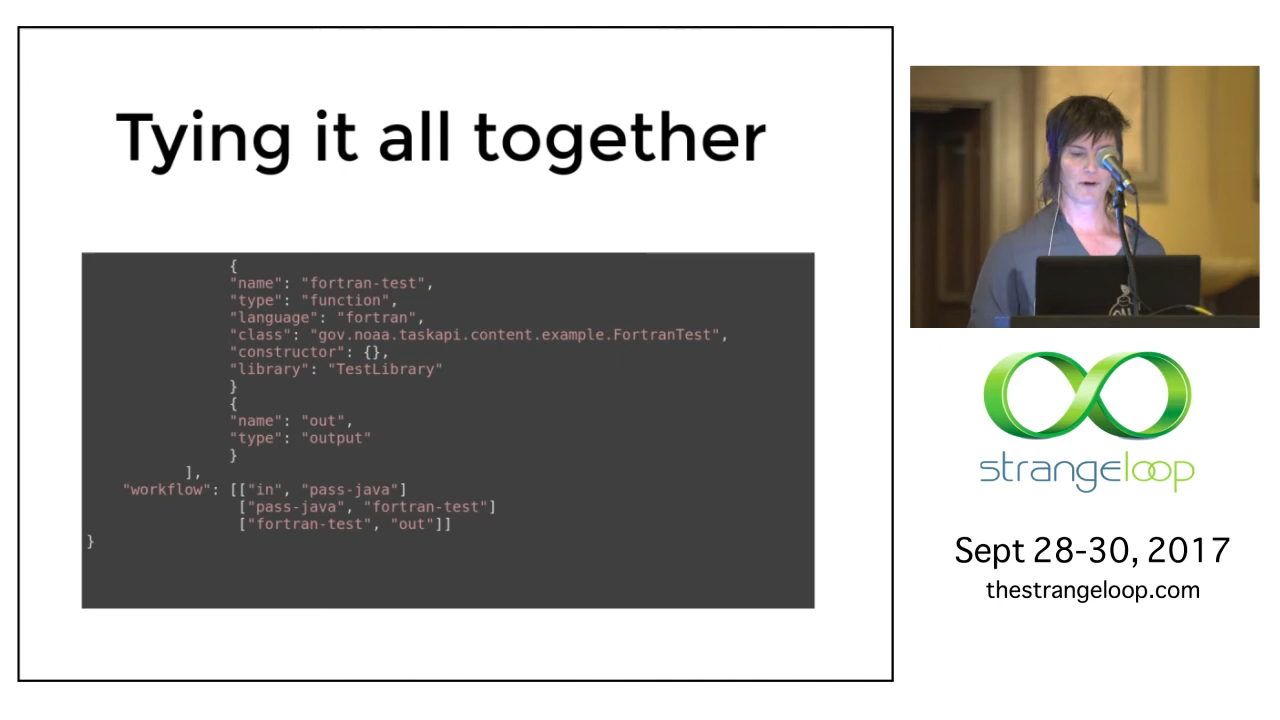 Tying it all together
{
"name": "fortran-test",
"type": "function",
"language": "fortran",
"class": "gov.noaa.taskapi.content.example.FortranTest",
"constructor": {},
"library": "TestLibrary"
}
{
"name": "out",
"type": "output"
}
],
"workflow": [["in", "pass-java"]
["pass-java", "fortran-test"]
["fortran-test", "out"]]
}
strangeloop
Sept 28-30, 2017
thestrangeloop.com